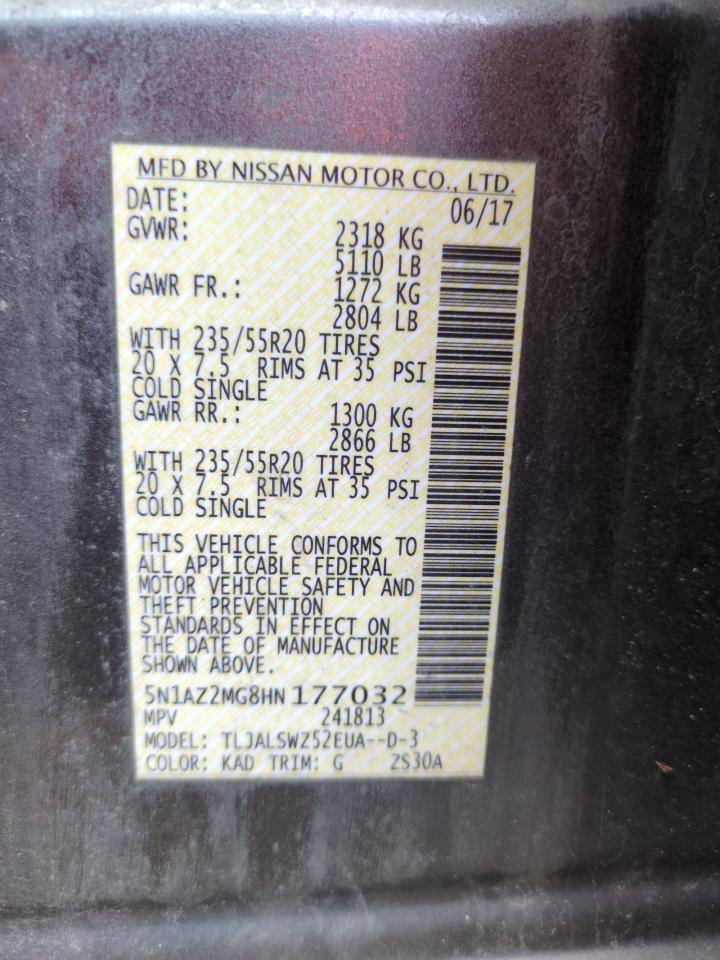 MFD BY NISSAN MOTOR CO., LTD.
DATE: 06/17
GVWR: 2318 KG
5110 LB
GAWR FR.: 1272 KG
2804 LB
WITH 235/55R20 TIRES
20 X 7.5 RIMS AT 35 PSI
COLD SINGLE
GAWR RR.: 1300 KG
2866 LB
WITH 235/55R20 TIRES
20 X 7.5 RIMS AT 35 PSI
COLD SINGLE
THIS VEHICLE CONFORMS TO
ALL APPLICABLE FEDERAL
MOTOR VEHICLE SAFETY AND
THEFT PREVENTION
STANDARDS IN EFFECT ON
THE DATE OF MANUFACTURE
SHOWN ABOVE.
5N1AZ2MG8HN177032
MPV 241813
MODEL: TLJALSWZ52EUA--D-3
COLOR: KAD TRIM: G ZS30A